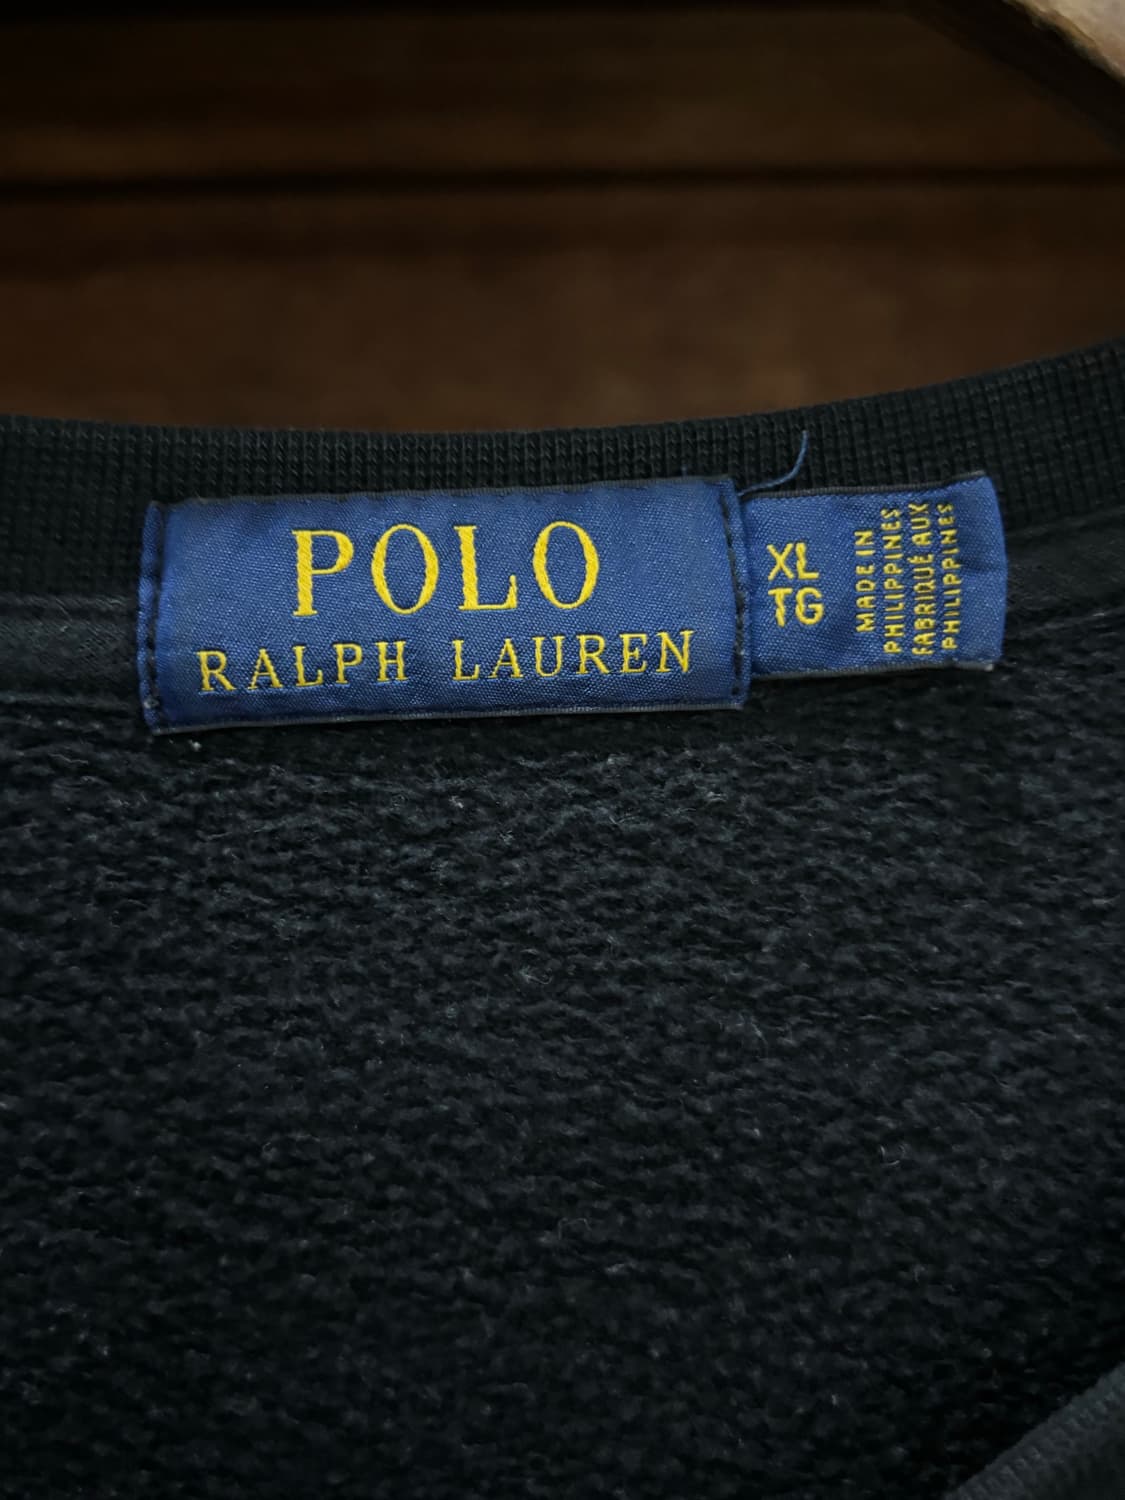 POLO
RALPH LAUREN
XL
TG
MADE IN
PHILIPPINES
FABRIQUÉ AUX
PHILIPPINES